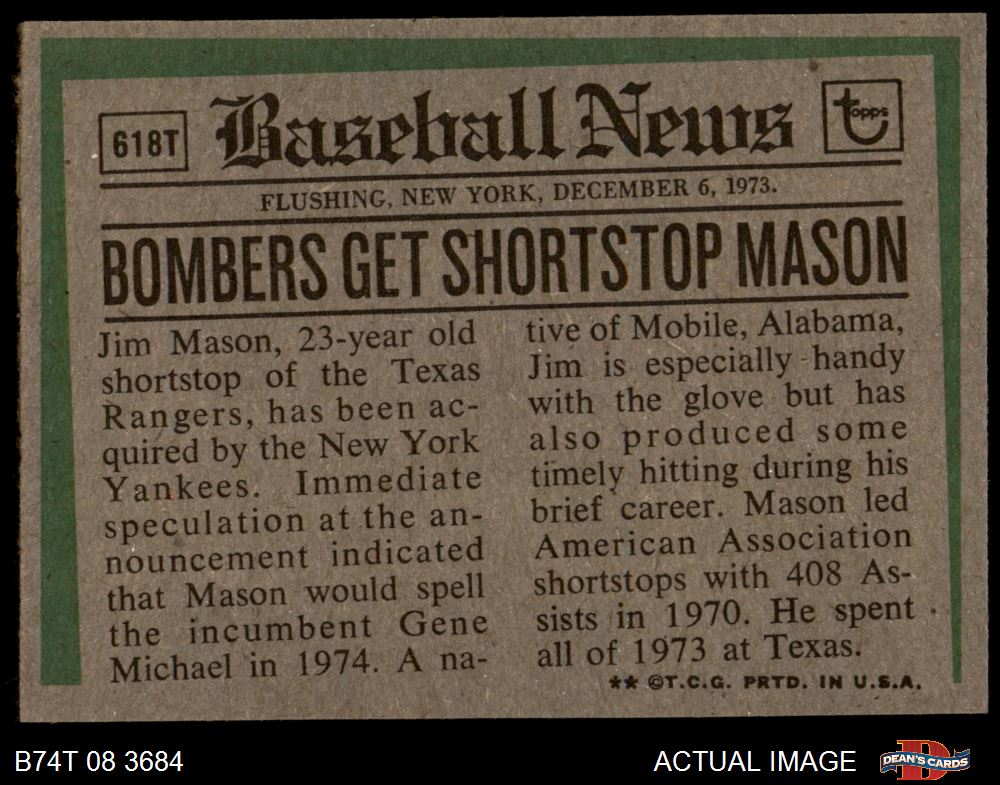 618T
Baseball News
topps
FLUSHING, NEW YORK, DECEMBER 6, 1973.
BOMBERS GET SHORTSTOP MASON
Jim Mason, 23-year old
shortstop of the Texas
Rangers, has been ac-
quired by the New York
Yankees. Immediate
speculation at the an-
nouncement indicated
that Mason would spell
the incumbent Gene
Michael in 1974. A na-
tive of Mobile, Alabama,
Jim is especially handy
with the glove but has
also produced some
timely hitting during his
brief career. Mason led
American Association
shortstops with 408 As-
sists in 1970. He spent
all of 1973 at Texas.
** ©T.C.G. PRTD. IN U.S.A.
B74T 08 3684
ACTUAL IMAGE
DEAN'S CARDS